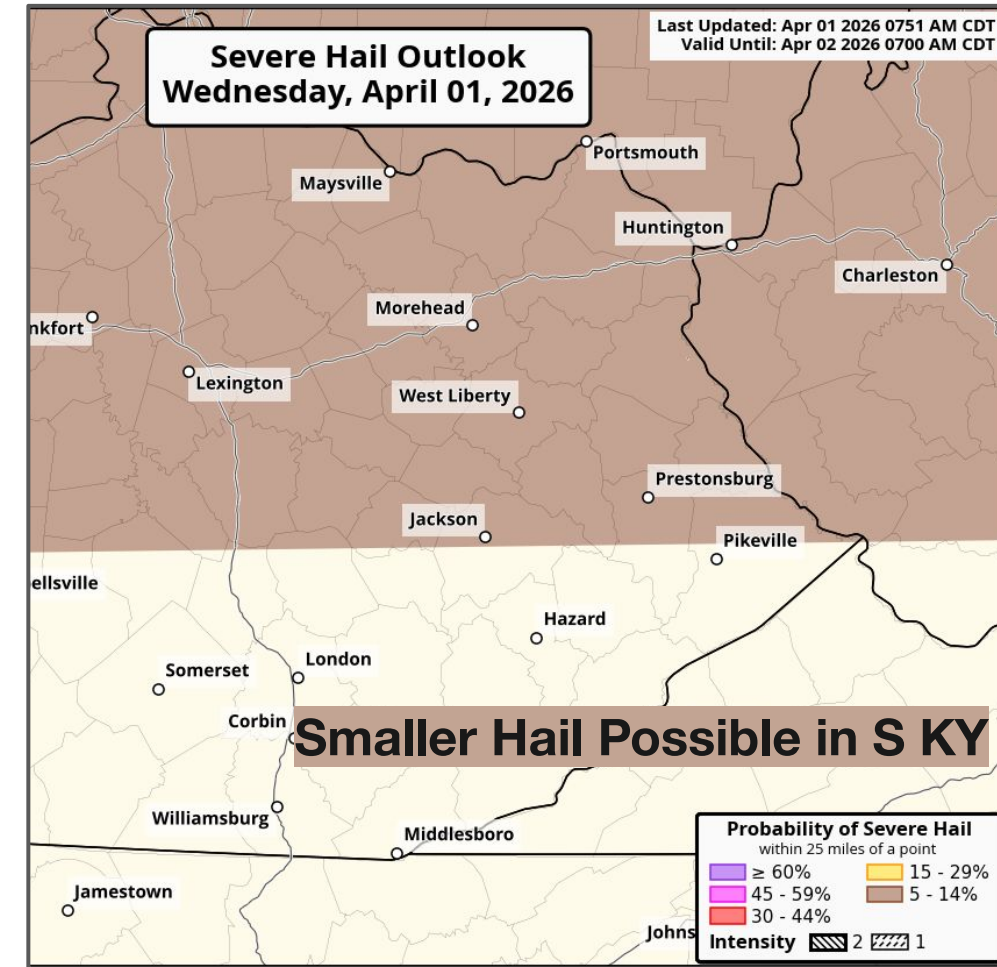 Last Updated: Apr 01 2026 0751 AM CDT
Valid Until: Apr 02 2026 0700 AM CDT
Severe Hail Outlook
Wednesday, April 01, 2026
Portsmouth
Maysville
Huntington
Charleston
Morehead
nkfort
Lexington
West Liberty
Prestonsburg
Jackson
Pikeville
ellsville
Hazard
London
Somerset
Corbin
Smaller Hail Possible in S KY
Williamsburg
Middlesboro
Jamestown
Johns
Probability of Severe Hail
within 25 miles of a point
≥ 60%
15 - 29%
45 - 59%
5 - 14%
30 - 44%
Intensity 2 1